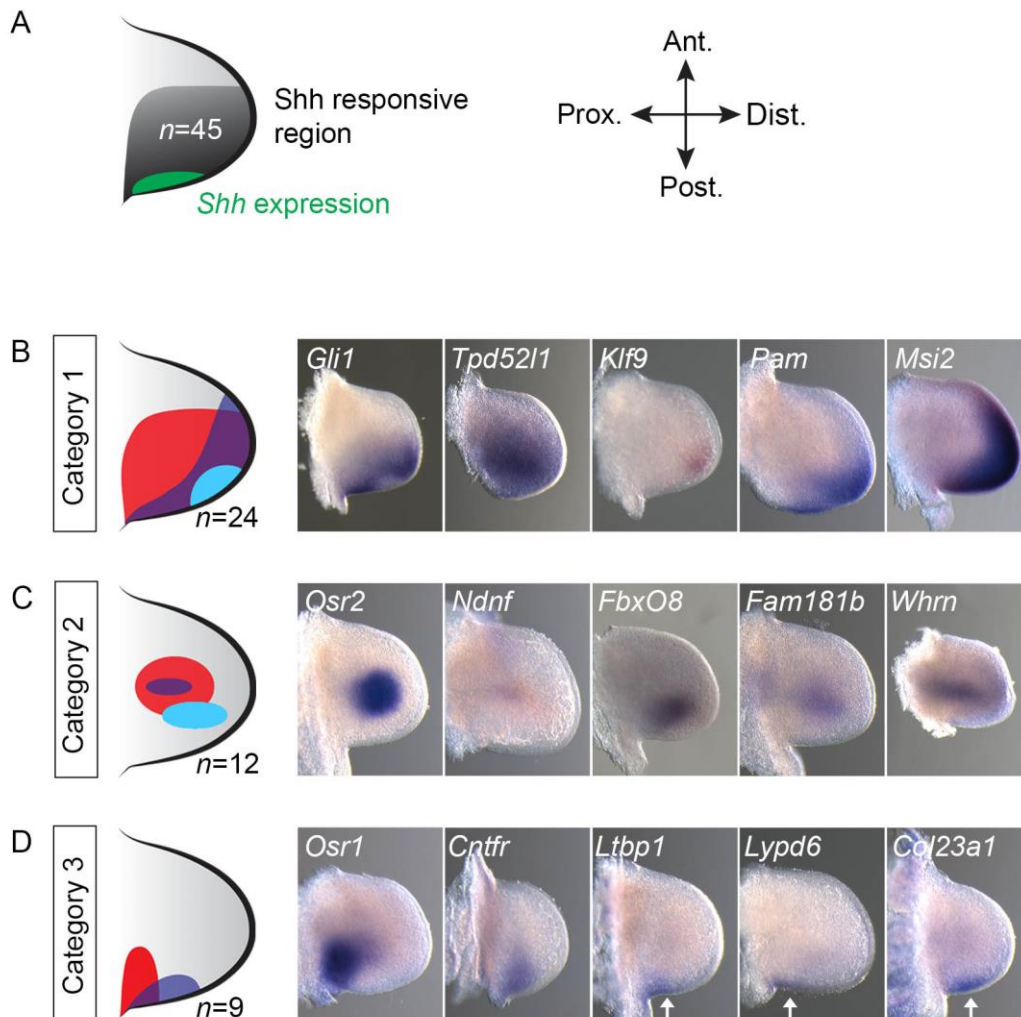 A
n=45
Shh responsive
region
Shh expression
Ant.
Prox.
Dist.
Post.
B
Category 1
n=24
Gli1
Tpd52l1
Klf9
Pam
Msi2
C
Category 2
n=12
Osr2
Ndnf
FbxO8
Fam181b
Whrn
D
Category 3
n=9
Osr1
Cntfr
Ltbp1
Lypd6
Col23a1